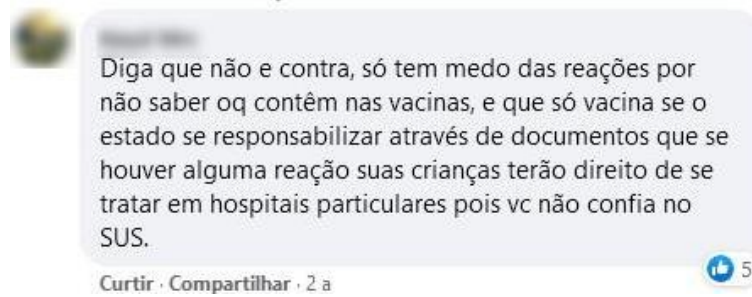 Diga que não e contra, só tem medo das reações por
não saber oq contêm nas vacinas, e que só vacina se o
estado se responsabilizar através de documentos que se
houver alguma reação suas crianças terão direito de se
tratar em hospitais particulares pois vc não confia no
SUS.
5
Curtir · Compartilhar · 2 a